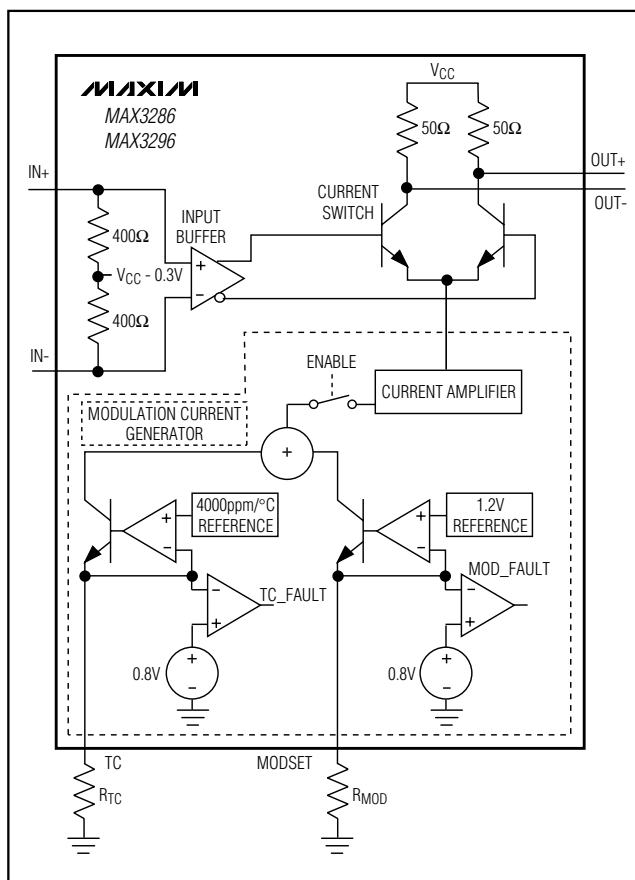 MAXIM
MAX3286
MAX3296
VCC
50Ω
50Ω
OUT+
OUT-
IN+
CURRENT
SWITCH
INPUT
BUFFER
400Ω
+
VCC - 0.3V
-
400Ω
IN-
ENABLE
CURRENT AMPLIFIER
MODULATION CURRENT
GENERATOR
+
4000ppm/°C
REFERENCE
+
-
1.2V
REFERENCE
+
-
TC_FAULT
-
+
MOD_FAULT
-
+
0.8V
+
-
0.8V
+
-
TC
MODSET
RTC
RMOD